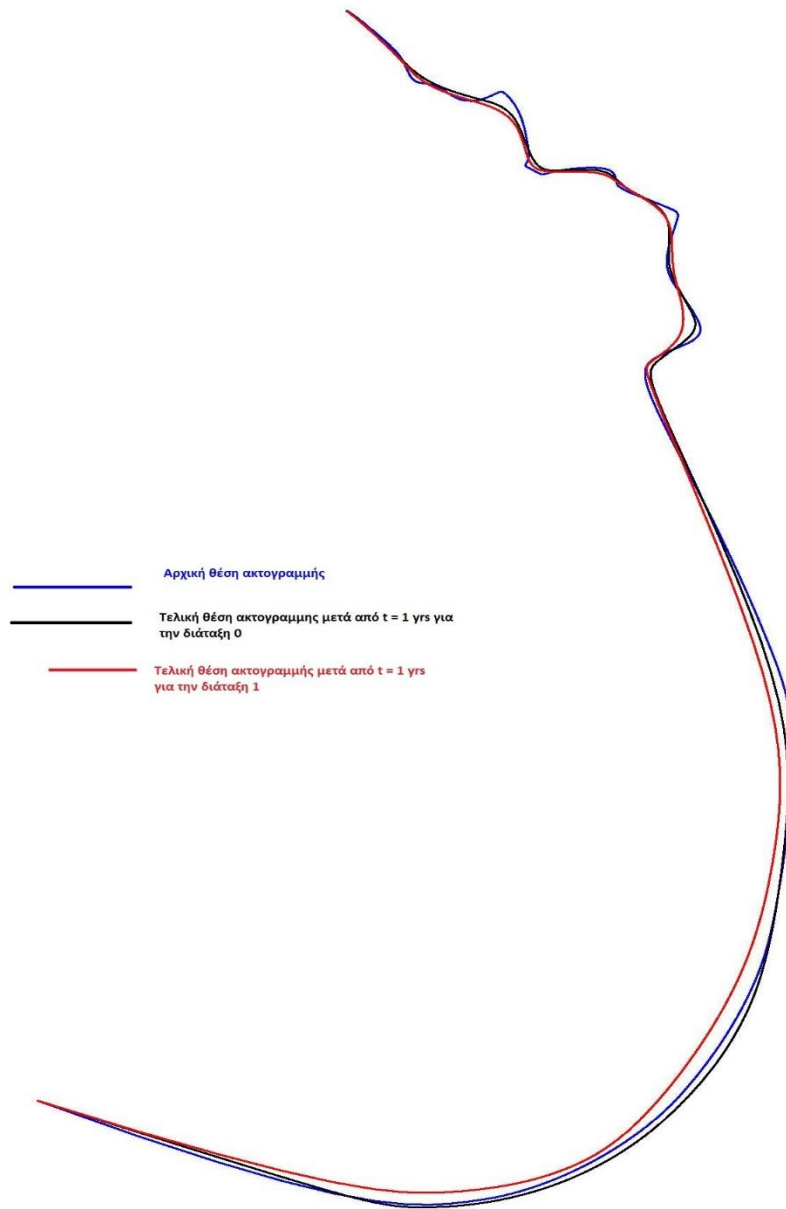 Αρχική θέση ακτογραμμής
Τελική θέση ακτογραμμης μετά από t = 1 yrs για
την διάταξη 0
Τελική θέση ακτογραμμής μετά από t = 1 yrs
για την διάταξη 1